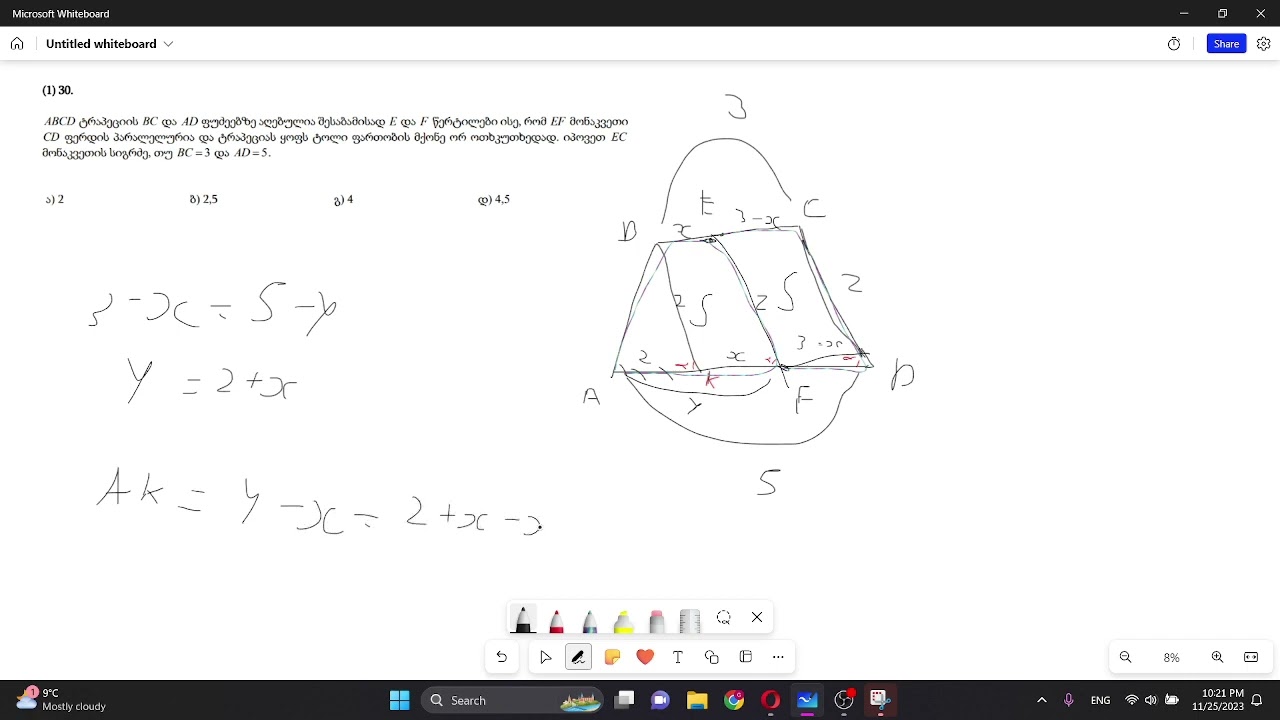 Microsoft Whiteboard
Untitled whiteboard
Share
(1) 30.
ABCD ტრაპეციის BC და AD ფუძეებზე აღებულია შესაბამისად E და F წერტილები ისე, რომ EF მონაკვეთი
CD ფერდის პარალელურია და ტრაპეციას ყოფს ტოლი ფართობის მქონე ორ ოთხკუთხედად. იპოვეთ EC
მონაკვეთის სიგრძე, თუ BC = 3 და AD = 5.
ა) 2 ბ) 2,5 გ) 4 დ) 4,5
3
E C
B x 3-x
2
2 S 2 S
2 α x α 3-x α
A K F D
y
5
3-x = 5-y
y = 2+x
AK = y-x = 2+x-x
8%
1
9°C
Mostly cloudy
Search
ENG
10:21 PM
11/25/2023